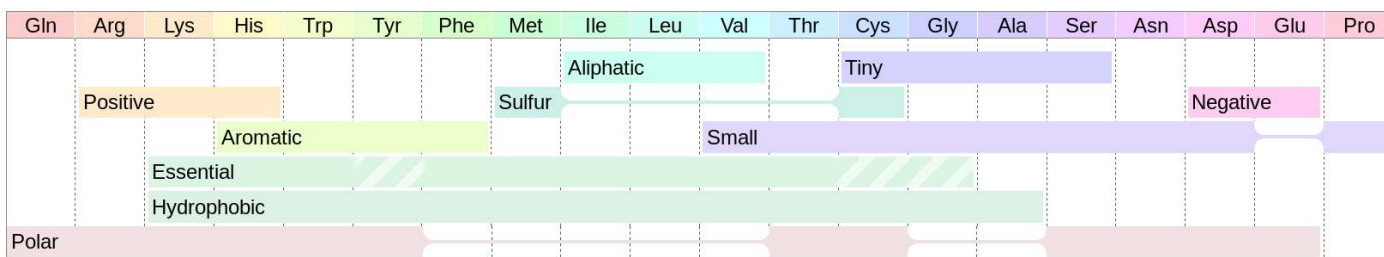 Gln Arg Lys His Trp Tyr Phe Met Ile Leu Val Thr Cys Gly Ala Ser Asn Asp Glu Pro
Aliphatic Tiny
Positive Sulfur Negative
Aromatic Small
Essential
Hydrophobic
Polar